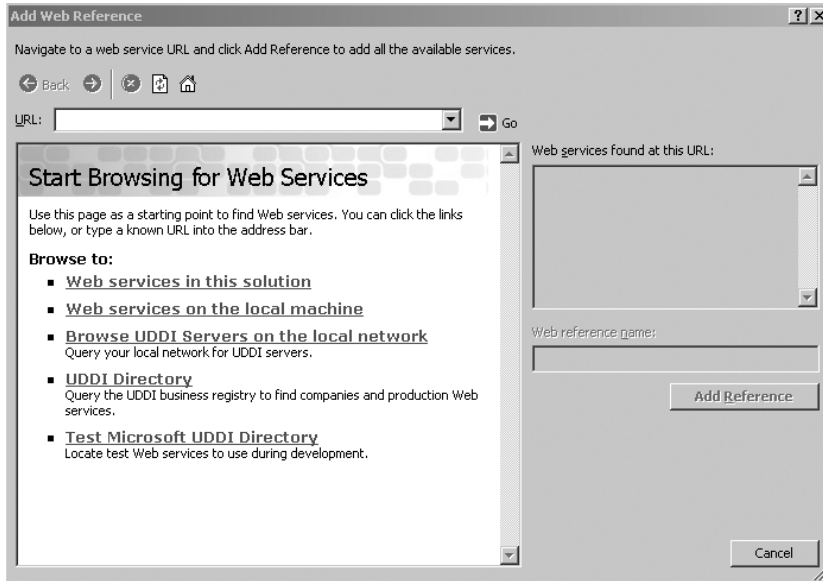 Add Web Reference
Navigate to a web service URL and click Add Reference to add all the available services.
Back
URL:
Go
Start Browsing for Web Services
Use this page as a starting point to find Web services. You can click the links
below, or type a known URL into the address bar.
Browse to:
Web services in this solution
Web services on the local machine
Browse UDDI Servers on the local network
Query your local network for UDDI servers.
UDDI Directory
Query the UDDI business registry to find companies and production Web
services.
Test Microsoft UDDI Directory
Locate test Web services to use during development.
Web services found at this URL:
Web reference name:
Add Reference
Cancel